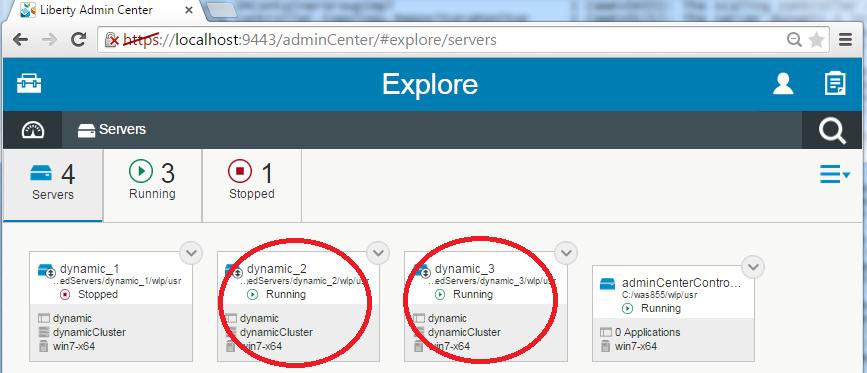 Liberty Admin Center
https://localhost:9443/adminCenter/#explore/servers
Explore
Servers
4
Servers
3
Running
1
Stopped
dynamic_1
...edServers/dynamic_1/wlp/usr
Stopped
dynamic
dynamicCluster
win7-x64
dynamic_2
...edServers/dynamic_2/wlp/usr
Running
dynamic
dynamicCluster
win7-x64
dynamic_3
...edServers/dynamic_3/wlp/usr
Running
dynamic
dynamicCluster
win7-x64
adminCenterContro...
C:/was855/wlp/usr
Running
0 Applications
win7-x64